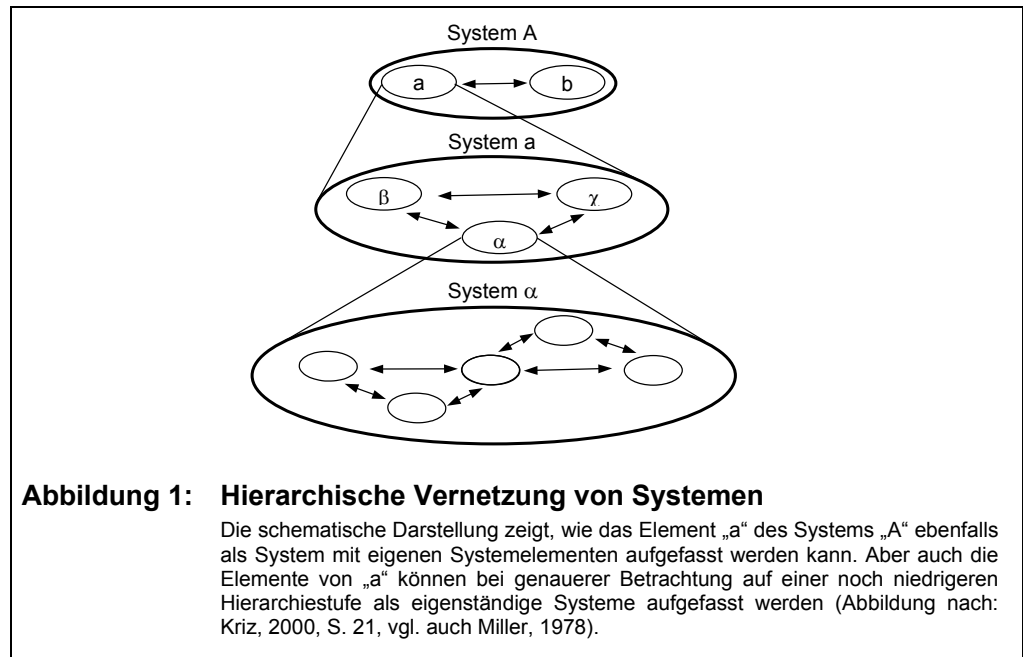 System A
a
b
System a
β
χ
α
System α
Abbildung 1: Hierarchische Vernetzung von Systemen
Die schematische Darstellung zeigt, wie das Element „a“ des Systems „A“ ebenfalls
als System mit eigenen Systemelementen aufgefasst werden kann. Aber auch die
Elemente von „a“ können bei genauerer Betrachtung auf einer noch niedrigeren
Hierarchiestufe als eigenständige Systeme aufgefasst werden (Abbildung nach:
Kriz, 2000, S. 21, vgl. auch Miller, 1978).